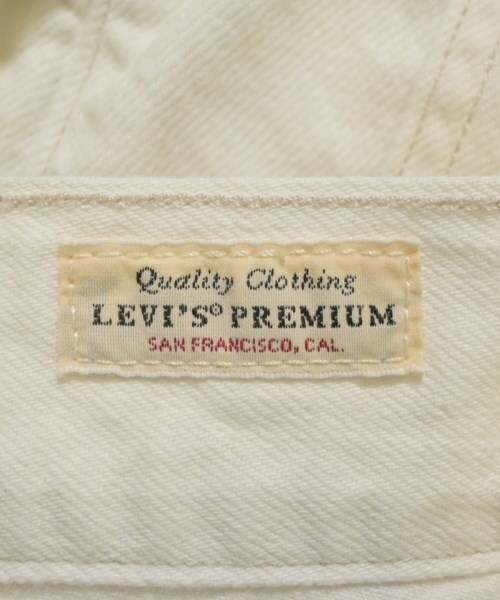 Quality Clothing
LEVI'S® PREMIUM
SAN FRANCISCO, CAL.